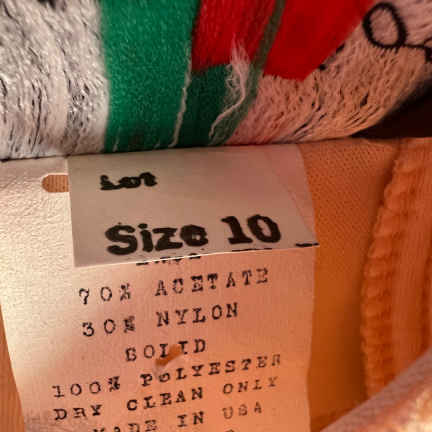 Lot
Size 10
70% ACETATE
30% NYLON
SOLID
100% POLYESTER
DRY CLEAN ONLY
MADE IN USA